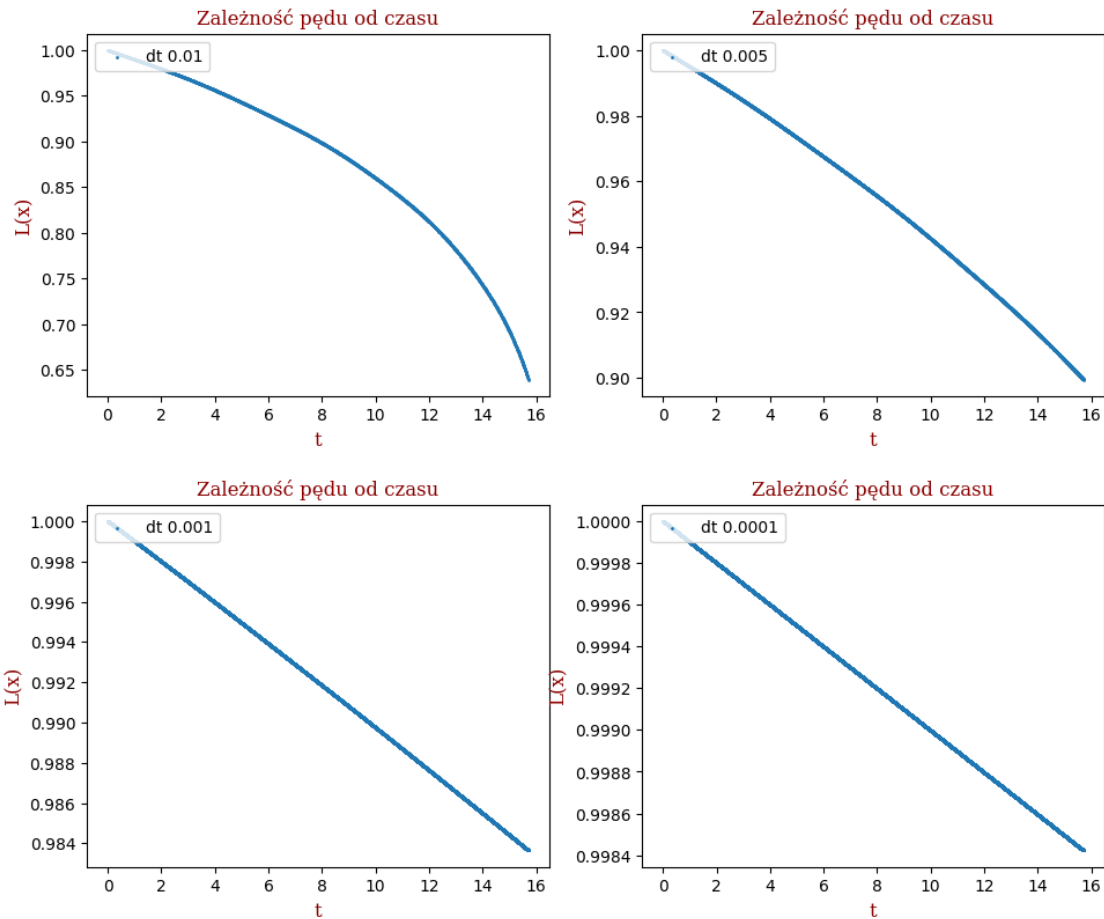 Zależność pędu od czasu
L(x)
1.00
0.95
0.90
0.85
0.80
0.75
0.70
0.65
dt 0.01
0 2 4 6 8 10 12 14 16
t
Zależność pędu od czasu
L(x)
1.00
0.98
0.96
0.94
0.92
0.90
dt 0.005
0 2 4 6 8 10 12 14 16
t
Zależność pędu od czasu
L(x)
1.000
0.998
0.996
0.994
0.992
0.990
0.988
0.986
0.984
dt 0.001
0 2 4 6 8 10 12 14 16
t
Zależność pędu od czasu
L(x)
1.0000
0.9998
0.9996
0.9994
0.9992
0.9990
0.9988
0.9986
0.9984
dt 0.0001
0 2 4 6 8 10 12 14 16
t